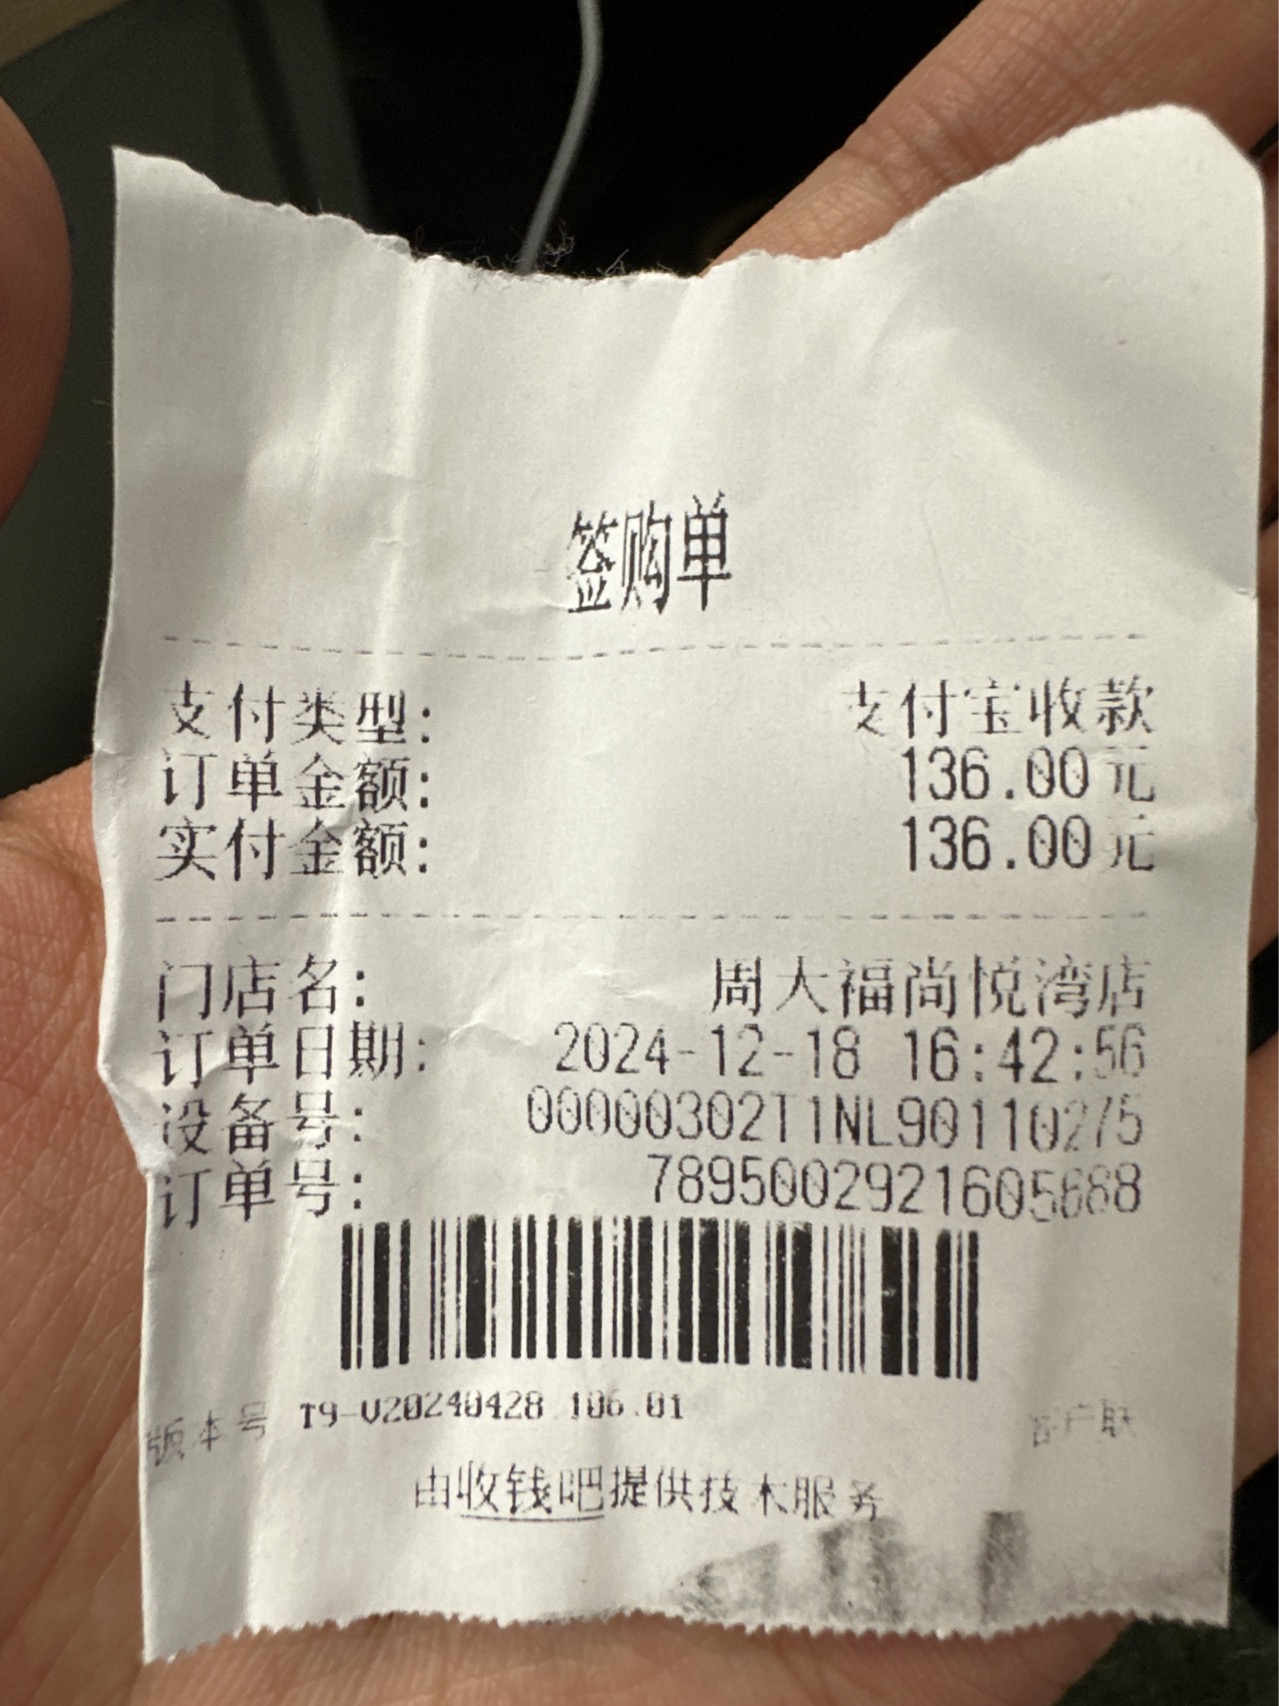 签购单
支付类型: 支付宝收款
订单金额: 136.00元
实付金额: 136.00元
门店名: 周大福尚悦湾店
订单日期: 2024-12-18 16:42:56
设备号: 00000302T1NL90110275
订单号: 7895002921605688
版本号 T9-V20240428.106.01 客户联
由收钱吧提供技术服务